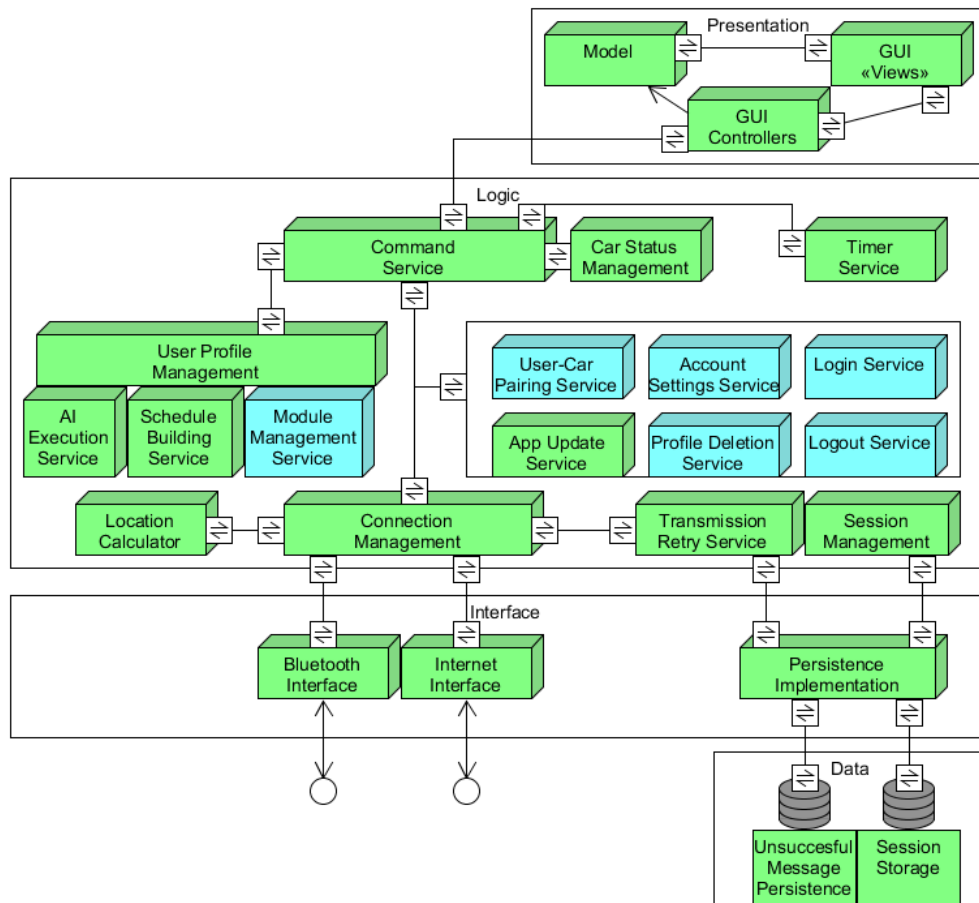 Presentation
Model
GUI
«Views»
GUI
Controllers
Logic
Command
Service
Car Status
Management
Timer
Service
User Profile
Management
User-Car
Pairing Service
Account
Settings Service
Login Service
AI
Execution
Service
Schedule
Building
Service
Module
Management
Service
App Update
Service
Profile Deletion
Service
Logout Service
Location
Calculator
Connection
Management
Transmission
Retry Service
Session
Management
Interface
Bluetooth
Interface
Internet
Interface
Persistence
Implementation
Data
Unsuccesful
Message
Persistence
Session
Storage